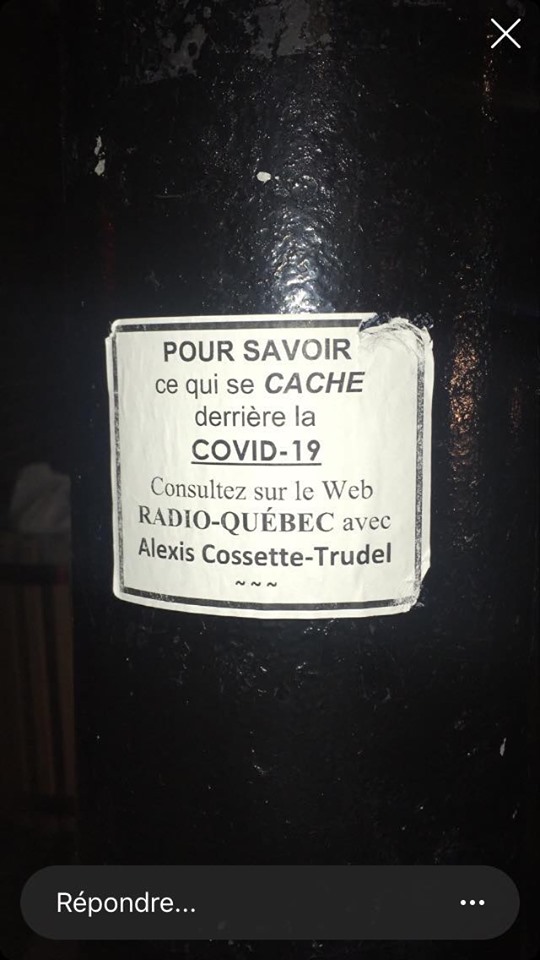 POUR SAVOIR
ce qui se CACHE
derrière la
COVID-19
Consultez sur le Web
RADIO-QUÉBEC avec
Alexis Cossette-Trudel
~~~
Répondre...